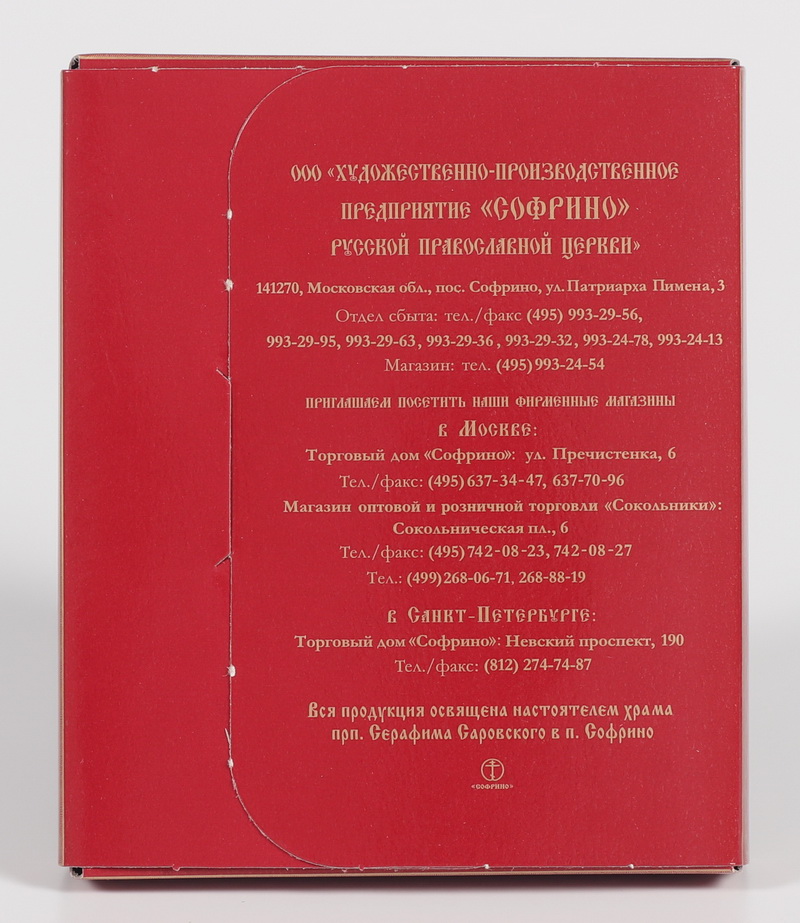 ООО «ХУДОЖЕСТВЕННО-ПРОИЗВОДСТВЕННОЕ
ПРЕДПРИЯТИЕ «СОФРИНО»
РУССКОЙ ПРАВОСЛАВНОЙ ЦЕРКВИ»
141270, Московская обл., пос. Софрино, ул. Патриарха Пимена, 3
Отдел сбыта: тел./факс (495) 993-29-56,
993-29-95, 993-29-63, 993-29-36, 993-29-32, 993-24-78, 993-24-13
Магазин: тел. (495) 993-24-54
ПРИГЛАШАЕМ ПОСЕТИТЬ НАШИ ФИРМЕННЫЕ МАГАЗИНЫ
в Москве:
Торговый дом «Софрино»: ул. Пречистенка, 6
Тел./факс: (495) 637-34-47, 637-70-96
Магазин оптовой и розничной торговли «Сокольники»:
Сокольническая пл., 6
Тел./факс: (495) 742-08-23, 742-08-27
Тел.: (499) 268-06-71, 268-88-19
в Санкт-Петербурге:
Торговый дом «Софрино»: Невский проспект, 190
Тел./факс: (812) 274-74-87
Вся продукция освящена настоятелем храма
прп. Серафима Саровского в п. Софрино
«СОФРИНО»